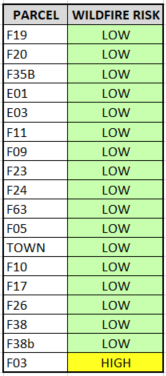 PARCEL WILDFIRE RISK
F19 LOW
F20 LOW
F35B LOW
E01 LOW
E03 LOW
F11 LOW
F09 LOW
F23 LOW
F24 LOW
F63 LOW
F05 LOW
TOWN LOW
F10 LOW
F17 LOW
F26 LOW
F38 LOW
F38b LOW
F03 HIGH